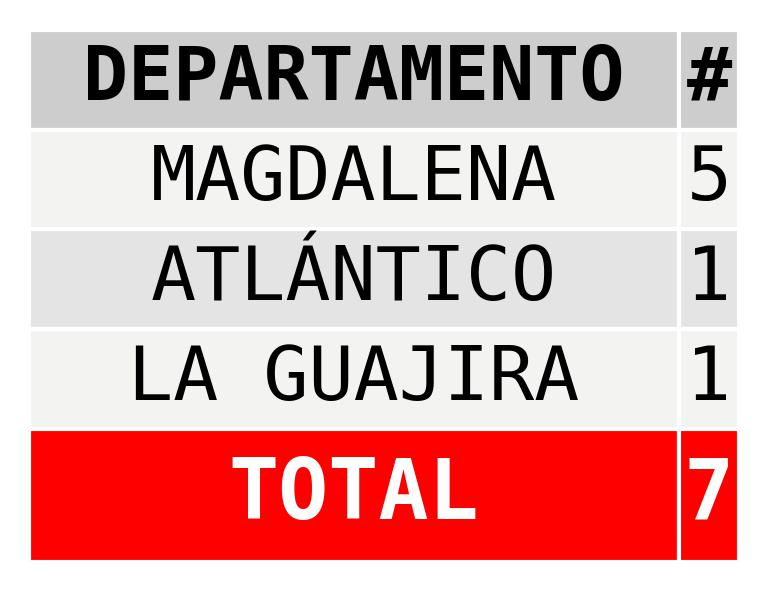 DEPARTAMENTO #
MAGDALENA 5
ATLÁNTICO 1
LA GUAJIRA 1
TOTAL 7